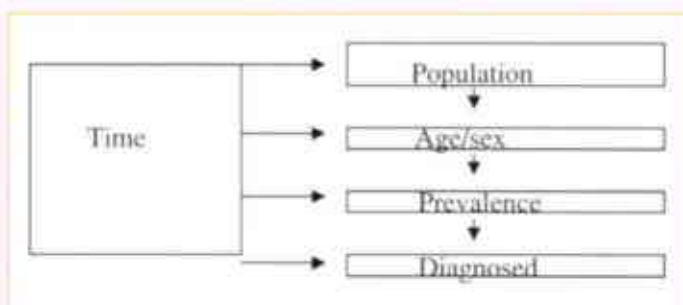 Population
Time
Age/sex
Prevalence
Diagnosed